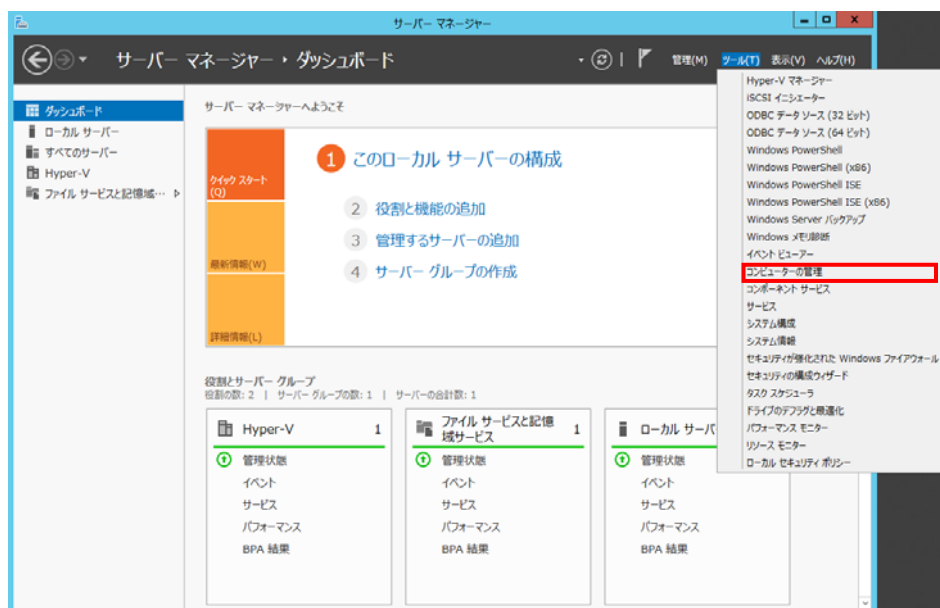 サーバー マネージャー
サーバー マネージャー・ダッシュボード
管理(M) ツール(T) 表示(V) ヘルプ(H)
ダッシュボード
ローカル サーバー
すべてのサーバー
Hyper-V
ファイル サービスと記憶域…
サーバー マネージャーへようこそ
クイック スタート
(Q)
最新情報(W)
詳細情報(L)
1 このローカル サーバーの構成
2 役割と機能の追加
3 管理するサーバーの追加
4 サーバー グループの作成
役割とサーバー グループ
役割の数: 2 | サーバー グループの数: 1 | サーバーの合計数: 1
Hyper-V 1
管理状態
イベント
サービス
パフォーマンス
BPA 結果
ファイル サービスと記憶
域サービス 1
管理状態
イベント
サービス
パフォーマンス
BPA 結果
ローカル サーバ
管理状態
イベント
サービス
パフォーマンス
BPA 結果
Hyper-V マネージャー
iSCSI イニシエーター
ODBC データ ソース (32 ビット)
ODBC データ ソース (64 ビット)
Windows PowerShell
Windows PowerShell (x86)
Windows PowerShell ISE
Windows PowerShell ISE (x86)
Windows Server バックアップ
Windows メモリ診断
イベント ビューアー
コンピューターの管理
コンポーネント サービス
サービス
システム構成
システム情報
セキュリティが強化された Windows ファイアウォール
セキュリティの構成ウィザード
タスク スケジューラ
ドライブのデフラグと最適化
パフォーマンス モニター
リソース モニター
ローカル セキュリティ ポリシー